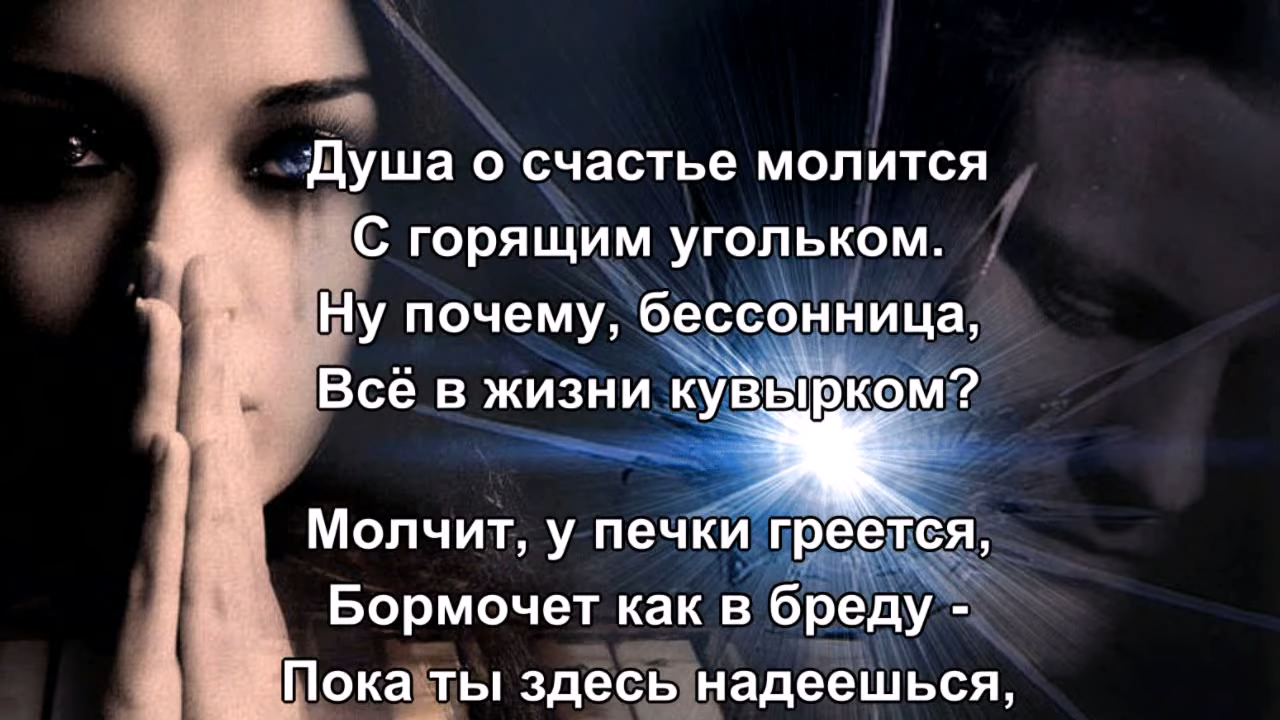 Душа о счастье молится
С горящим угольком.
Ну почему, бессонница,
Всё в жизни кувырком?
Молчит, у печки греется,
Бормочет как в бреду -
Пока ты здесь надеешься,